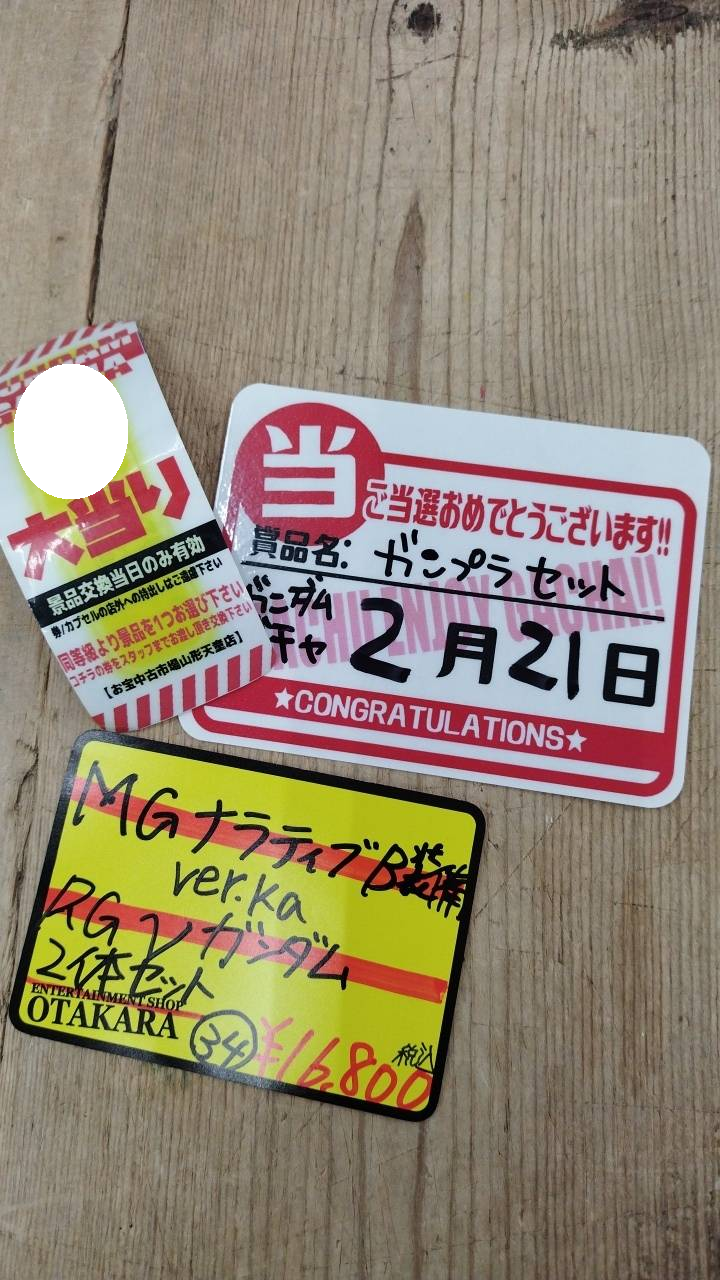 大当り
景品交換当日のみ有効
券/カプセルの店外への持出しはご遠慮下さい
同等級より景品を1つお選び下さい
コチラの券をスタッフまでお渡し頂き交換下さい
【お宝中古市場山形天童店】
当
ご当選おめでとうございます!!
賞品名: ガンプラセット
ガンダム
ガチャ
2月21日
ENJOY GACHA!!
★CONGRATULATIONS★
MGナラティブB装備
ver.ka
RG νガンダム
2体セット
ENTERTAINMENT SHOP
OTAKARA
34
税込
¥16,800